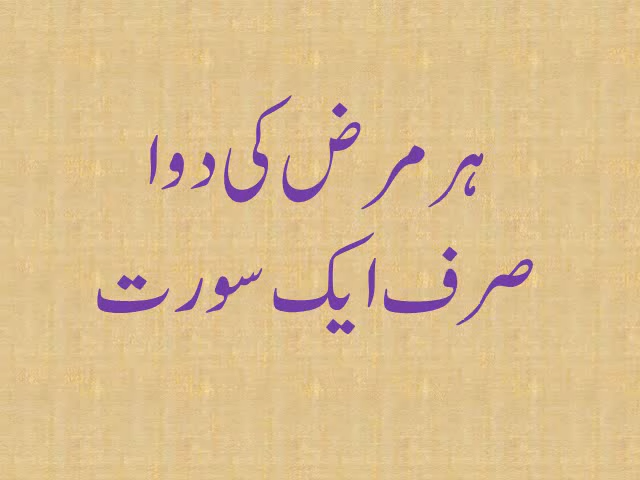 ہر مرض کی دوا
صرف ایک سورت